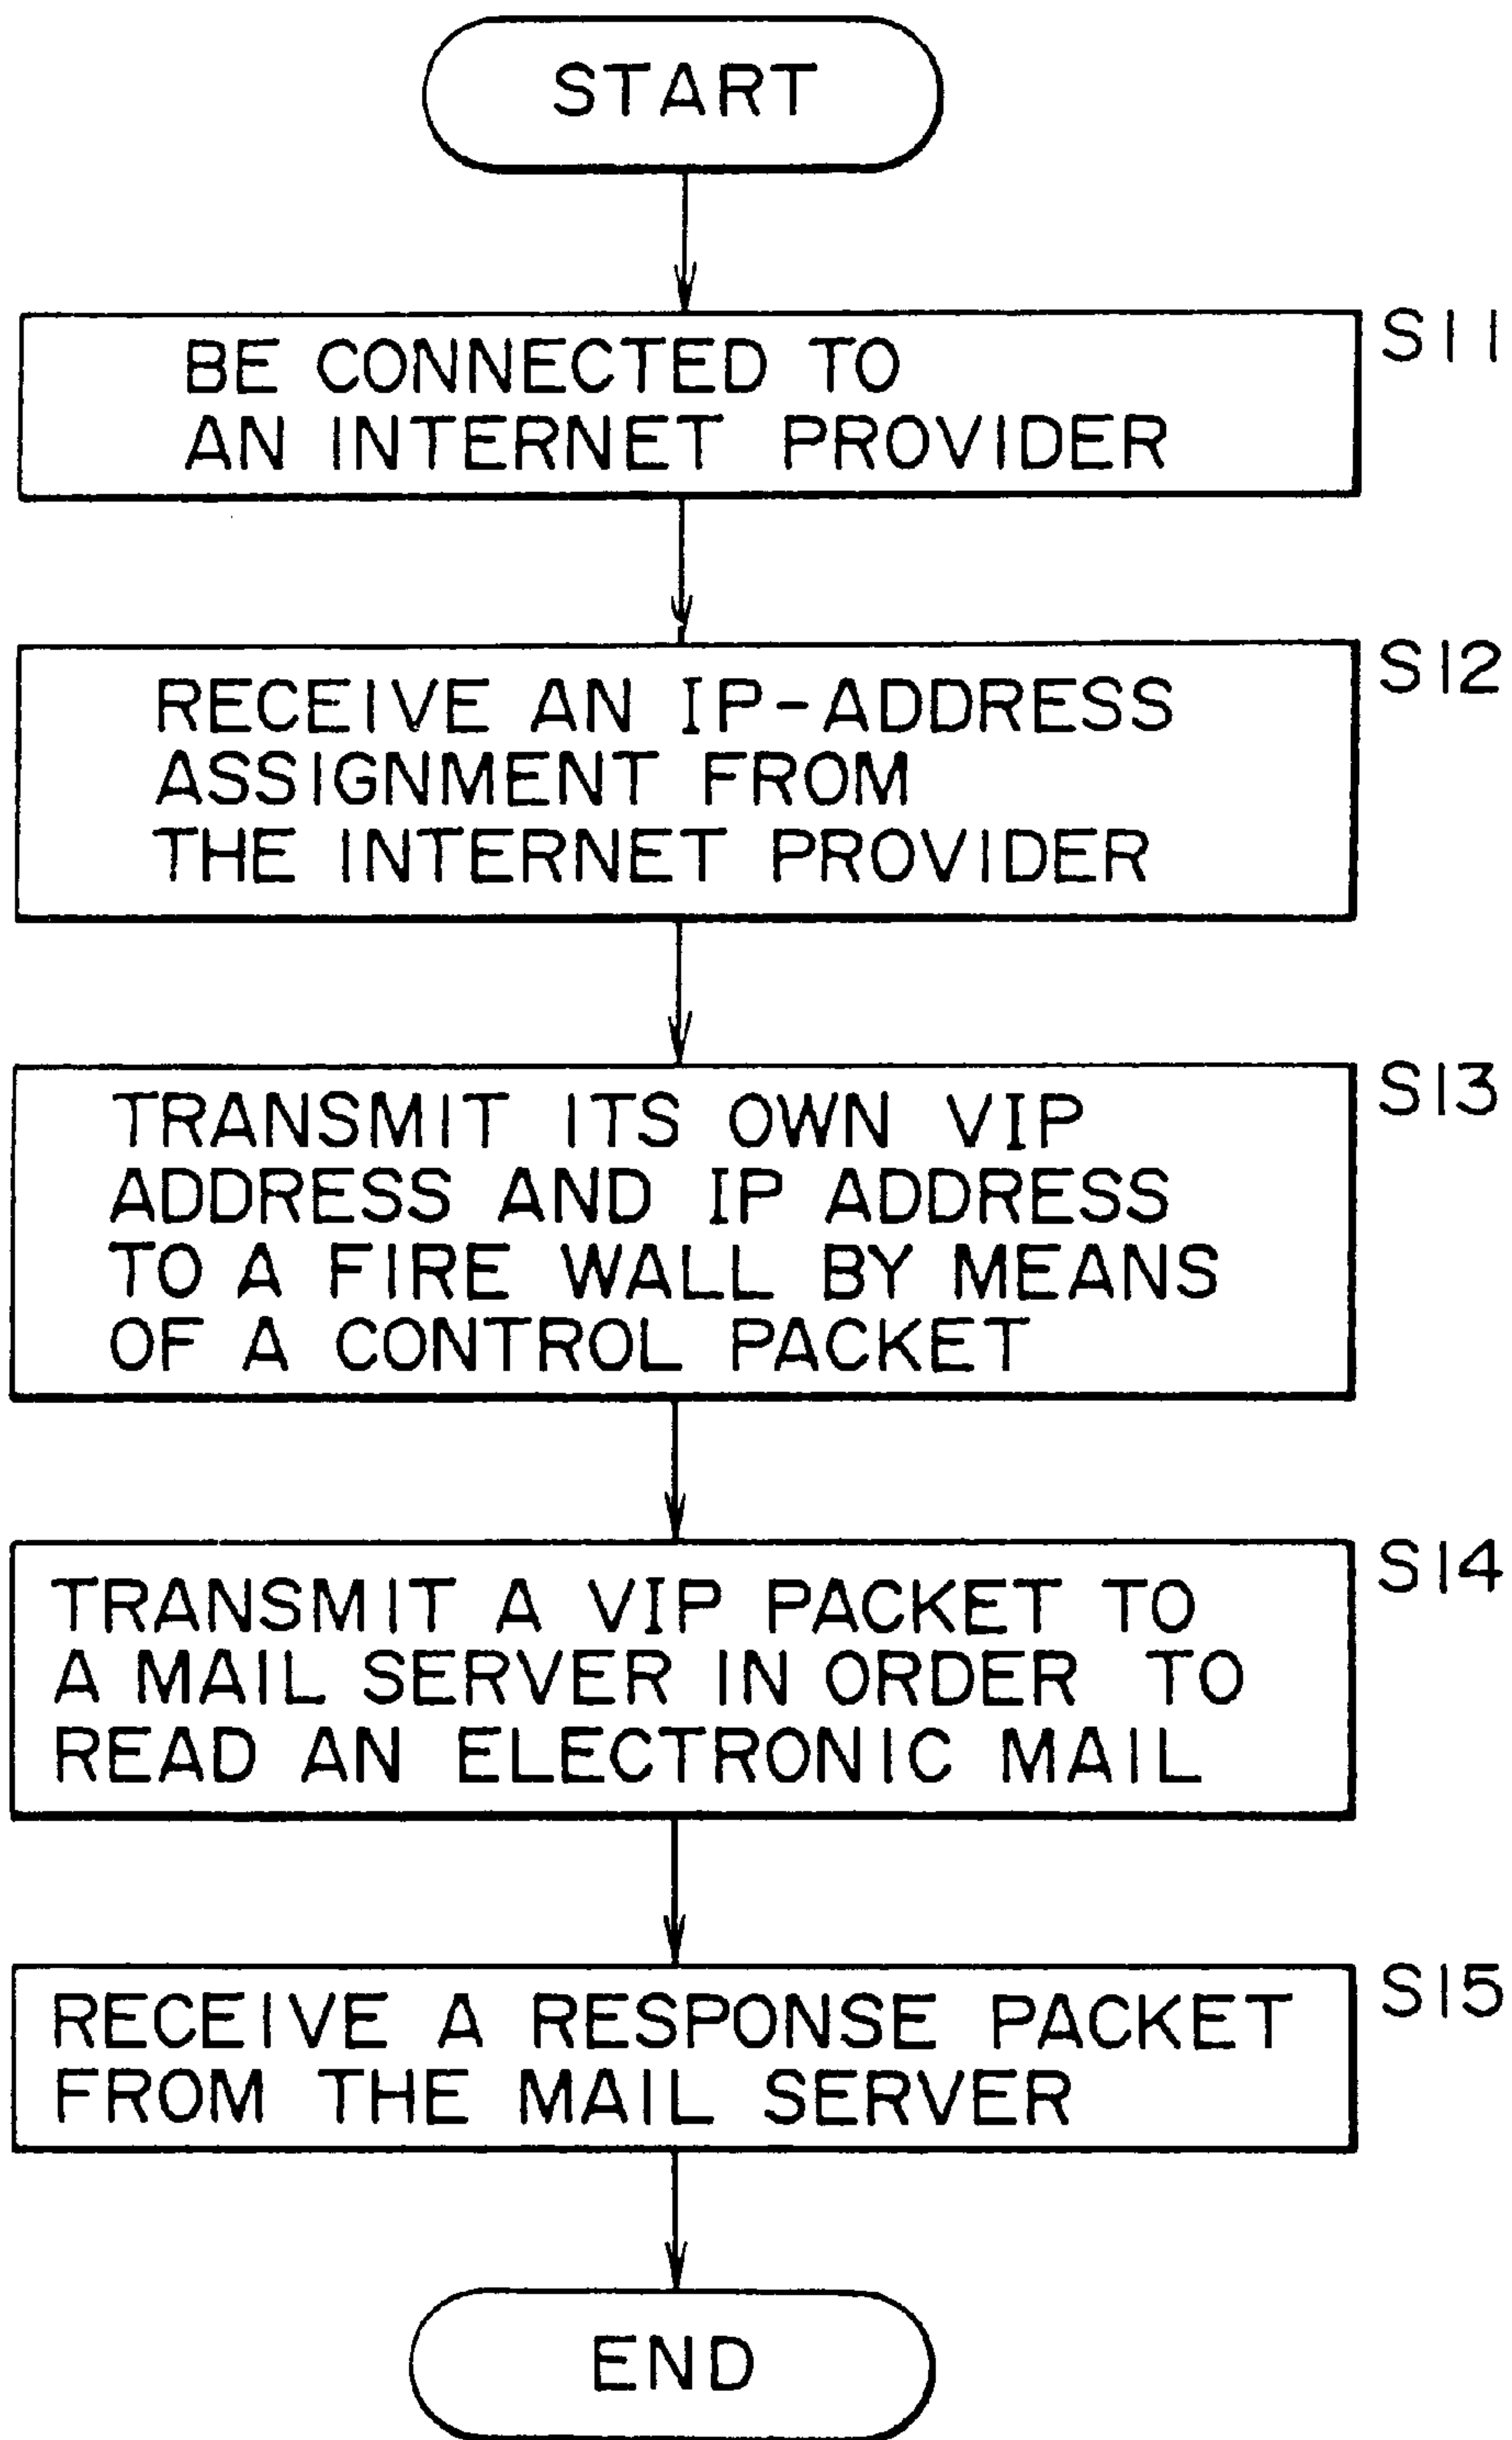 START
BE CONNECTED TO
AN INTERNET PROVIDER
S11
RECEIVE AN IP-ADDRESS
ASSIGNMENT FROM
THE INTERNET PROVIDER
S12
TRANSMIT ITS OWN VIP
ADDRESS AND IP ADDRESS
TO A FIRE WALL BY MEANS
OF A CONTROL PACKET
S13
TRANSMIT A VIP PACKET TO
A MAIL SERVER IN ORDER TO
READ AN ELECTRONIC MAIL
S14
RECEIVE A RESPONSE PACKET
FROM THE MAIL SERVER
S15
END